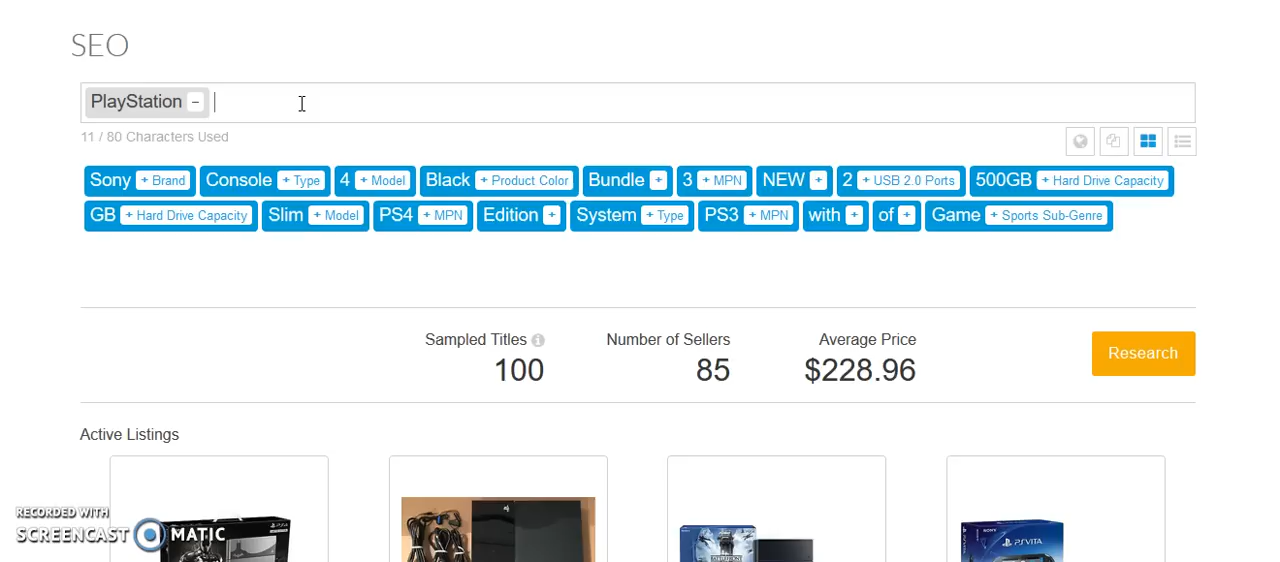 SEO
PlayStation −
11 / 80 Characters Used
Sony + Brand Console + Type 4 + Model Black + Product Color Bundle + 3 + MPN NEW + 2 + USB 2.0 Ports 500GB + Hard Drive Capacity
GB + Hard Drive Capacity Slim + Model PS4 + MPN Edition + System + Type PS3 + MPN with + of + Game + Sports Sub-Genre
Sampled Titles Number of Sellers Average Price
100 85 $228.96
Research
Active Listings
RECORDED WITH
SCREENCAST MATIC
SONY PSVITA